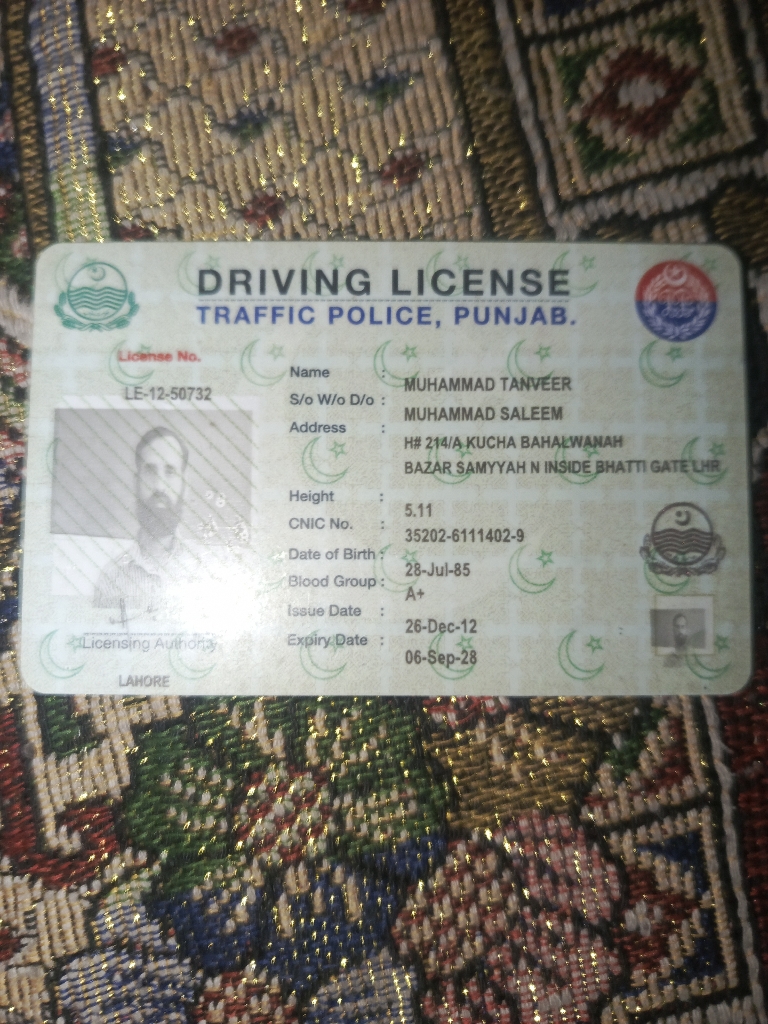 DRIVING LICENSE
TRAFFIC POLICE, PUNJAB.
License No.
LE-12-50732
Name : MUHAMMAD TANVEER
S/o W/o D/o : MUHAMMAD SALEEM
Address : H# 214/A KUCHA BAHALWANAH
BAZAR SAMYYAH N INSIDE BHATTI GATE LHR
Height : 5.11
CNIC No. : 35202-6111402-9
Date of Birth : 28-Jul-85
Blood Group : A+
Issue Date : 26-Dec-12
Expiry Date : 06-Sep-28
Licensing Authority
LAHORE